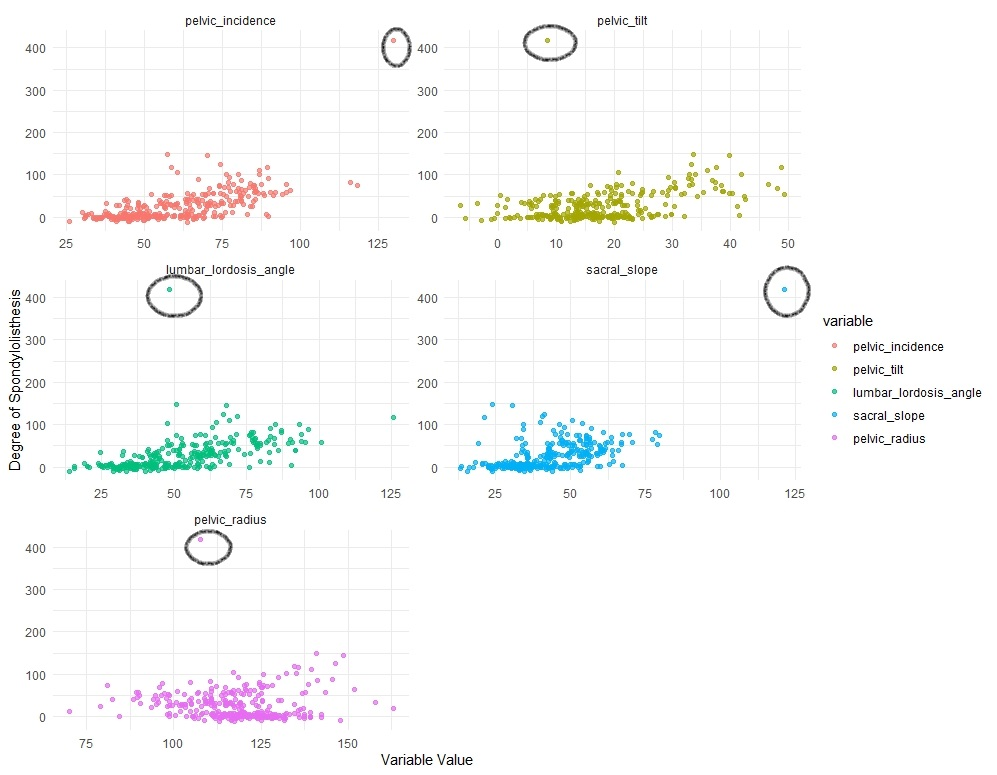 pelvic_incidence
pelvic_tilt
400
300
200
100
0
25 50 75 100 125
400
300
200
100
0
0 10 20 30 40 50
lumbar_lordosis_angle
sacral_slope
Degree of Spondylolisthesis
400
300
200
100
0
25 50 75 100 125
400
300
200
100
0
25 50 75 100 125
variable
pelvic_incidence
pelvic_tilt
lumbar_lordosis_angle
sacral_slope
pelvic_radius
pelvic_radius
400
300
200
100
0
75 100 125 150
Variable Value